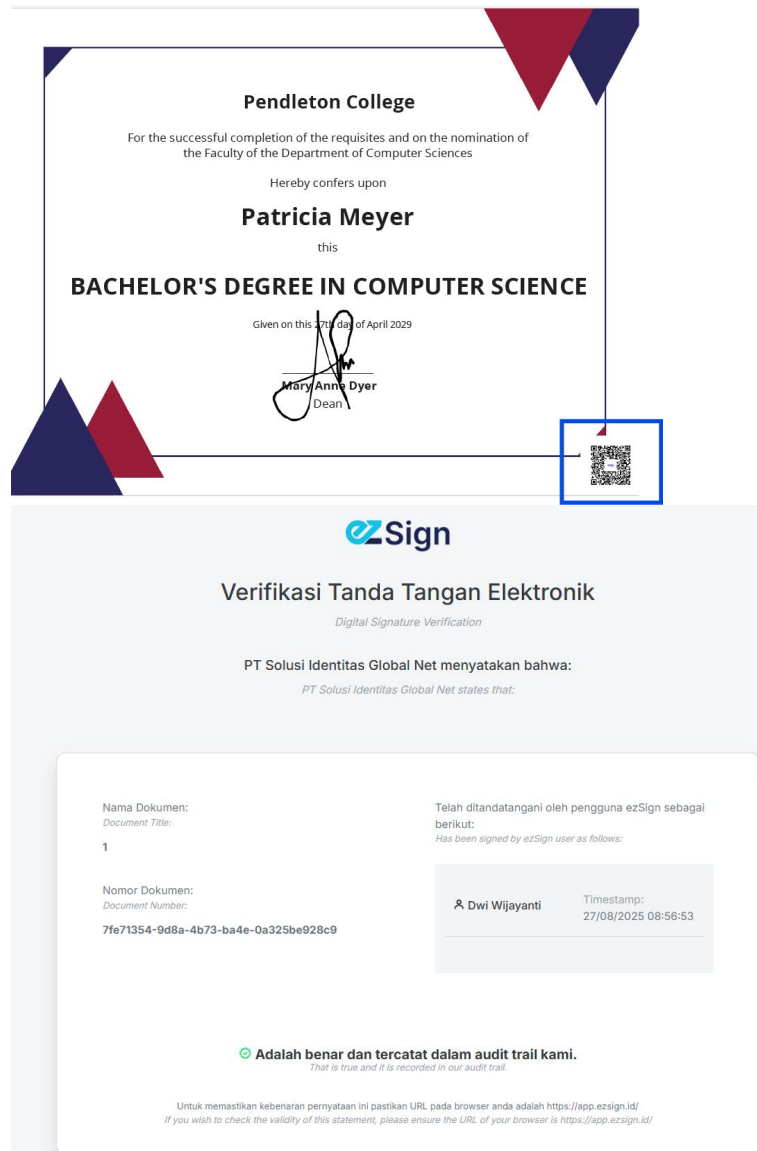 Pendleton College
For the successful completion of the requisites and on the nomination of
the Faculty of the Department of Computer Sciences
Hereby confers upon
Patricia Meyer
this
BACHELOR'S DEGREE IN COMPUTER SCIENCE
Given on this 27th day of April 2029
Mary Anne Dyer
Dean
ezSign
Verifikasi Tanda Tangan Elektronik
Digital Signature Verification
PT Solusi Identitas Global Net menyatakan bahwa:
PT Solusi Identitas Global Net states that:
Nama Dokumen:
Document Title:
1
Nomor Dokumen:
Document Number:
7fe71354-9d8a-4b73-ba4e-0a325be928c9
Telah ditandatangani oleh pengguna ezSign sebagai
berikut:
Has been signed by ezSign user as follows:
Dwi Wijayanti
Timestamp:
27/08/2025 08:56:53
Adalah benar dan tercatat dalam audit trail kami.
That is true and it is recorded in our audit trail.
Untuk memastikan kebenaran pernyataan ini pastikan URL pada browser anda adalah https://app.ezsign.id/
If you wish to check the validity of this statement, please ensure the URL of your browser is https://app.ezsign.id/